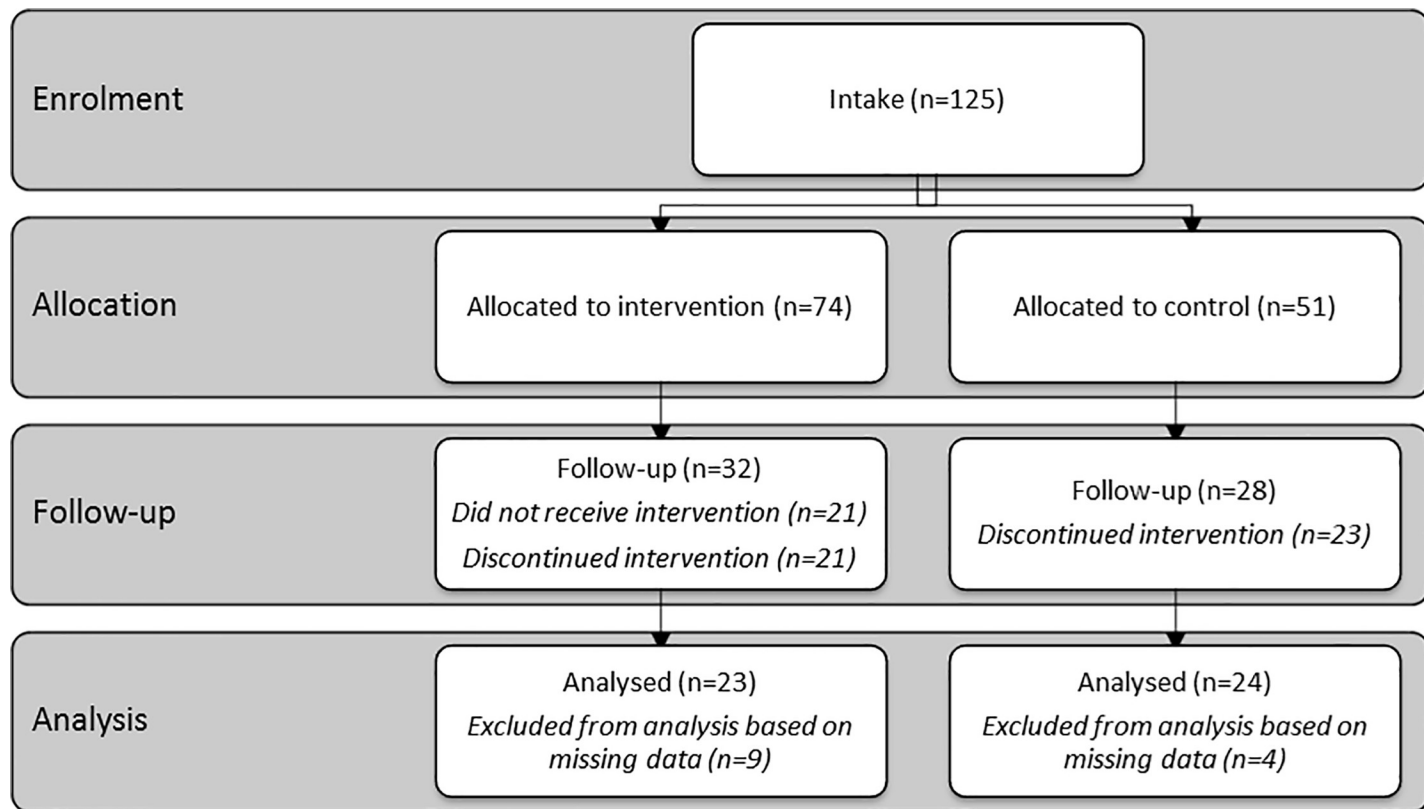 Enrolment
Intake (n=125)
Allocation
Allocated to intervention (n=74)
Allocated to control (n=51)
Follow-up
Follow-up (n=32)
Did not receive intervention (n=21)
Discontinued intervention (n=21)
Follow-up (n=28)
Discontinued intervention (n=23)
Analysis
Analysed (n=23)
Excluded from analysis based on
missing data (n=9)
Analysed (n=24)
Excluded from analysis based on
missing data (n=4)